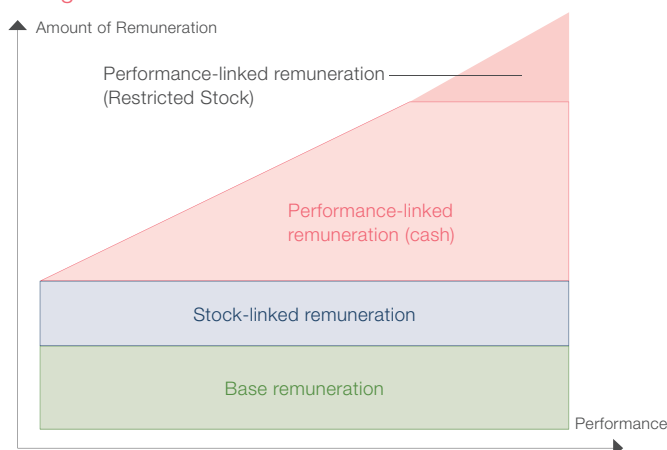 Amount of Remuneration
Performance-linked remuneration
(Restricted Stock)
Performance-linked
remuneration (cash)
Stock-linked remuneration
Base remuneration
Performance